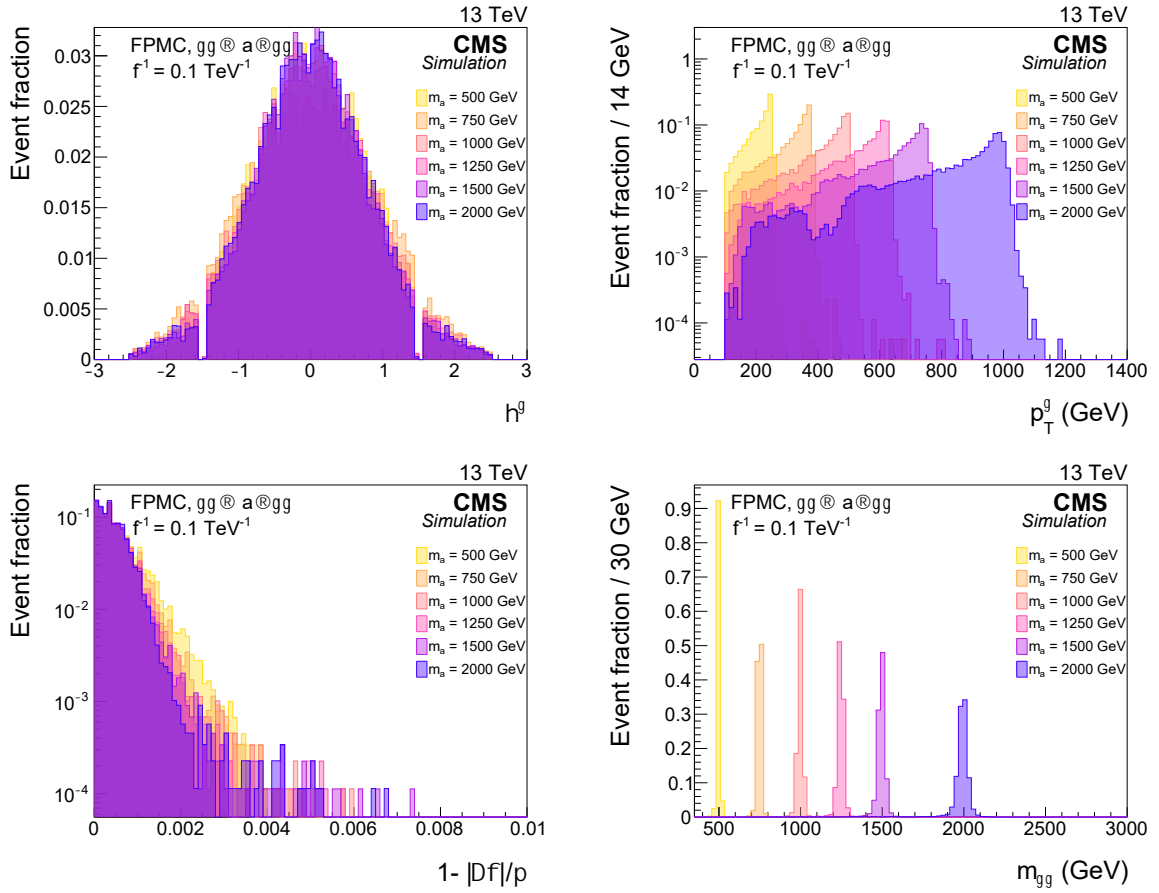 13 TeV
FPMC, gg ® a®gg
f⁻¹ = 0.1 TeV⁻¹
CMS
Simulation
mₐ = 500 GeV
mₐ = 750 GeV
mₐ = 1000 GeV
mₐ = 1250 GeV
mₐ = 1500 GeV
mₐ = 2000 GeV
Event fraction
0.03
0.025
0.02
0.015
0.01
0.005
0
−3 −2 −1 0 1 2 3
h^g
13 TeV
FPMC, gg ® a®gg
f⁻¹ = 0.1 TeV⁻¹
CMS
Simulation
mₐ = 500 GeV
mₐ = 750 GeV
mₐ = 1000 GeV
mₐ = 1250 GeV
mₐ = 1500 GeV
mₐ = 2000 GeV
Event fraction / 14 GeV
1
10⁻¹
10⁻²
10⁻³
10⁻⁴
0 200 400 600 800 1000 1200 1400
p_T^g (GeV)
13 TeV
FPMC, gg ® a®gg
f⁻¹ = 0.1 TeV⁻¹
CMS
Simulation
mₐ = 500 GeV
mₐ = 750 GeV
mₐ = 1000 GeV
mₐ = 1250 GeV
mₐ = 1500 GeV
mₐ = 2000 GeV
Event fraction
10⁻¹
10⁻²
10⁻³
10⁻⁴
0 0.002 0.004 0.006 0.008 0.01
1- |Df|/p
13 TeV
FPMC, gg ® a®gg
f⁻¹ = 0.1 TeV⁻¹
CMS
Simulation
mₐ = 500 GeV
mₐ = 750 GeV
mₐ = 1000 GeV
mₐ = 1250 GeV
mₐ = 1500 GeV
mₐ = 2000 GeV
Event fraction / 30 GeV
0.9
0.8
0.7
0.6
0.5
0.4
0.3
0.2
0.1
0
500 1000 1500 2000 2500 3000
m_gg (GeV)